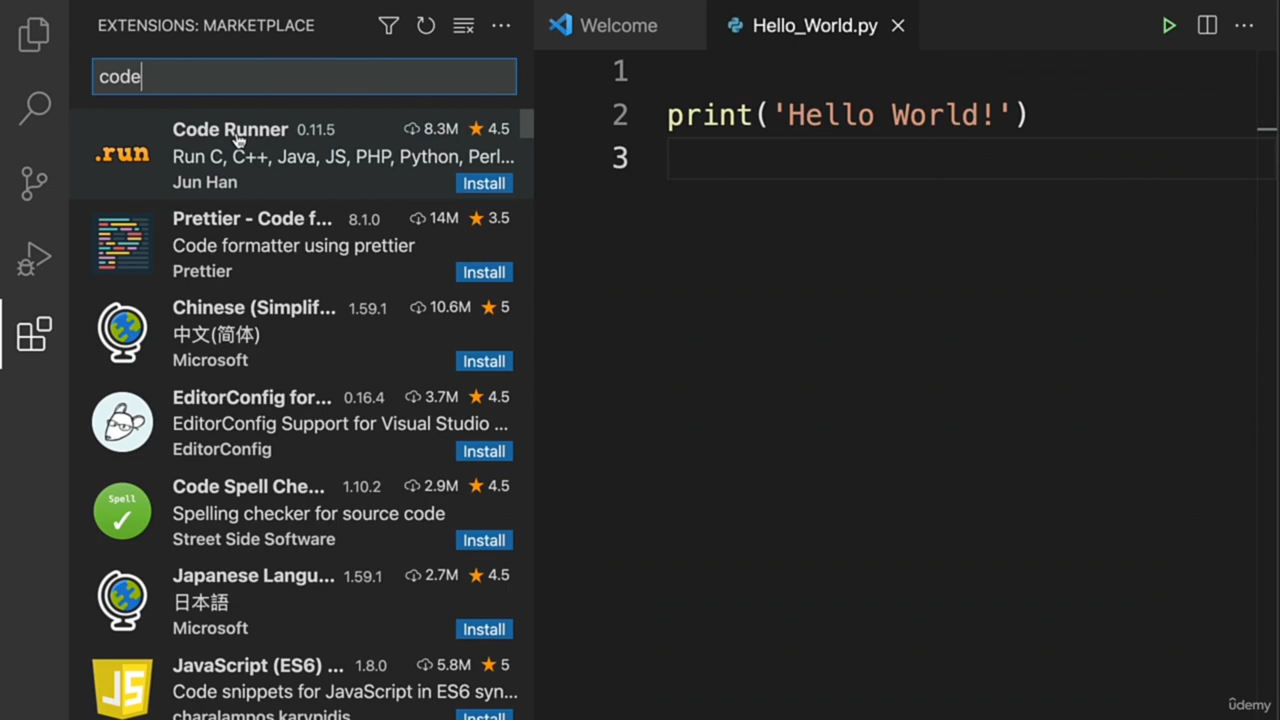 EXTENSIONS: MARKETPLACE
code
.run
Code Runner 0.11.5 8.3M 4.5
Run C, C++, Java, JS, PHP, Python, Perl...
Jun Han Install
Prettier - Code f... 8.1.0 14M 3.5
Code formatter using prettier
Prettier Install
Chinese (Simplif... 1.59.1 10.6M 5
中文(简体)
Microsoft Install
EditorConfig for... 0.16.4 3.7M 4.5
EditorConfig Support for Visual Studio ...
EditorConfig Install
Spell
Code Spell Che... 1.10.2 2.9M 4.5
Spelling checker for source code
Street Side Software Install
Japanese Langu... 1.59.1 2.7M 4.5
日本語
Microsoft Install
JS
JavaScript (ES6) ... 1.8.0 5.8M 5
Code snippets for JavaScript in ES6 syn...
charalampos karypidis Install
Welcome Hello_World.py
1
2 print('Hello World!')
3
ûdemy